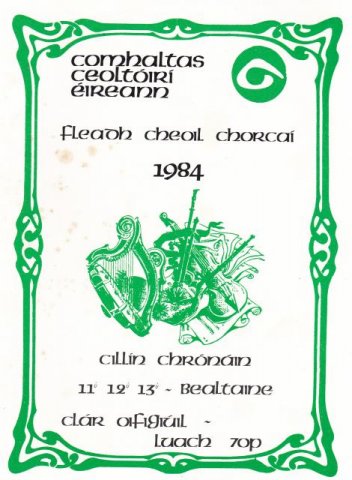 comhaltas
ceoltóirí
éireann
fleadh cheoil chorcaí
1984
cillín chrónáin
11ú 12ú 13ú - bealtaine
clár oifigiúil -
luach 70p